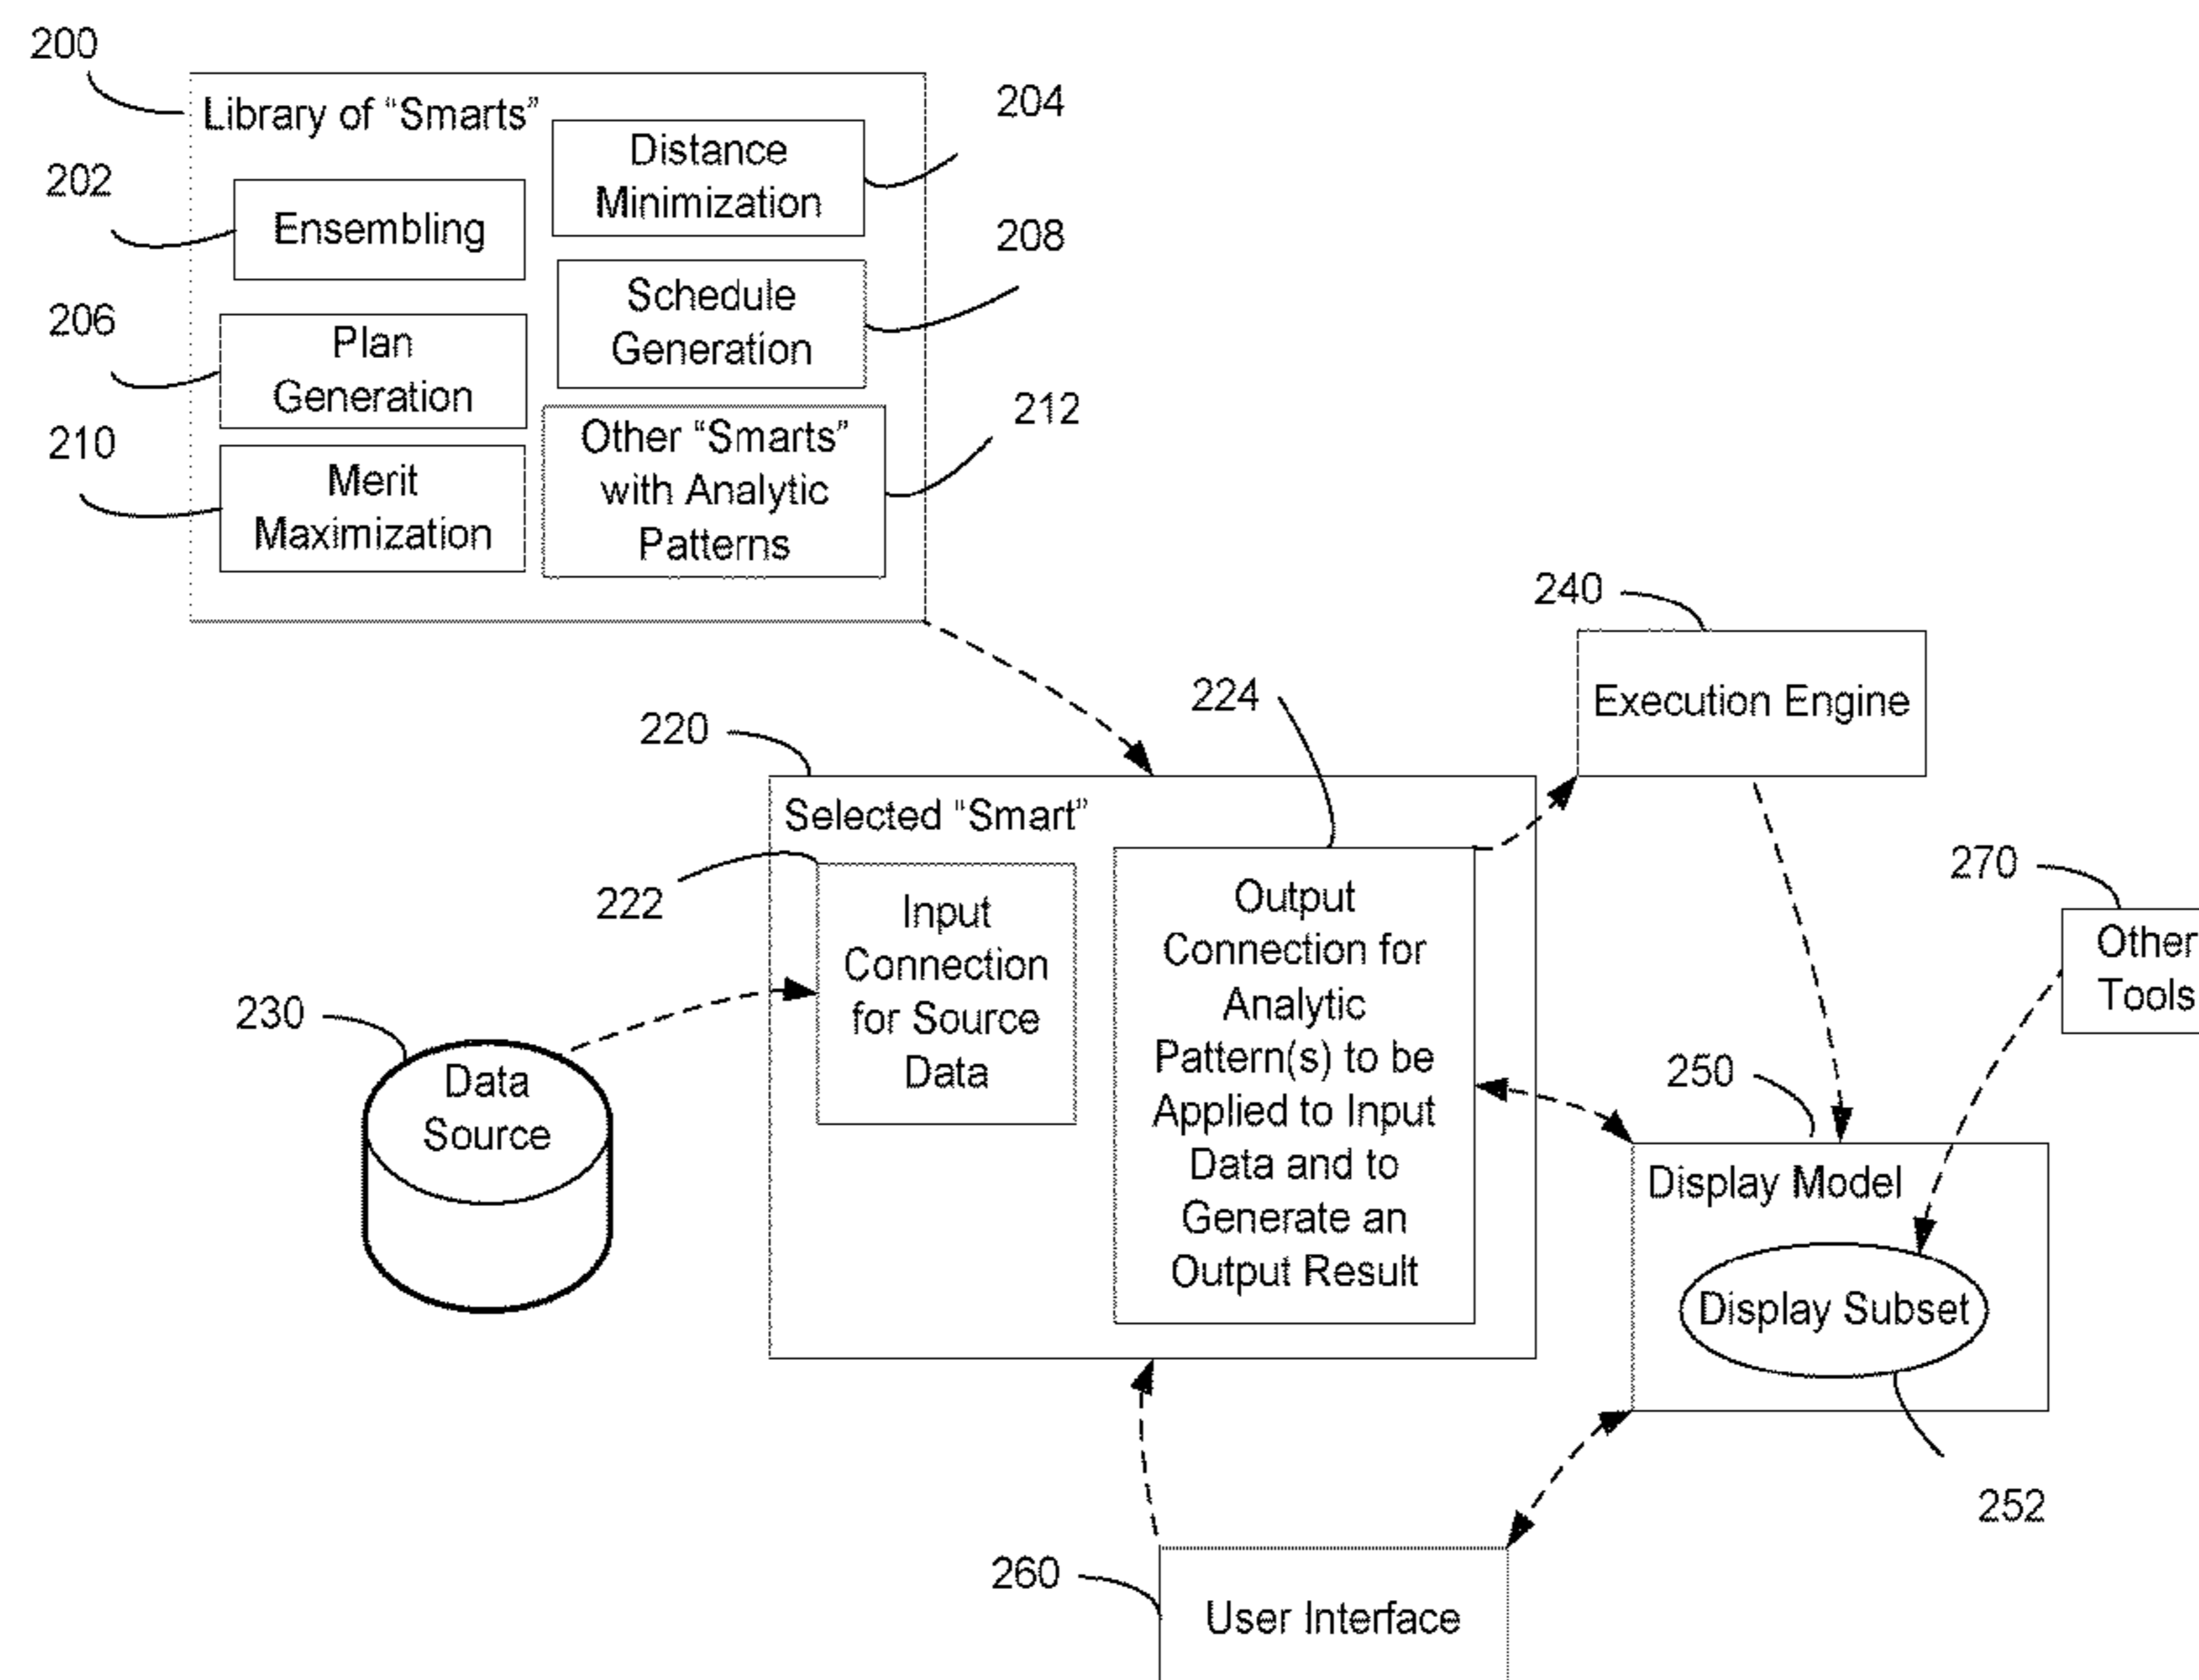 200
Library of “Smarts”
204
Distance
Minimization
202
Ensembling
208
Schedule
Generation
206
Plan
Generation
212
210
Other “Smarts”
with Analytic
Patterns
Merit
Maximization
240
Execution Engine
224
220
Selected “Smart”
222
Input
Connection
for Source
Data
Output
Connection for
Analytic
Pattern(s) to be
Applied to Input
Data and to
Generate an
Output Result
270
Other
Tools
230
Data
Source
250
Display Model
Display Subset
252
260
User Interface